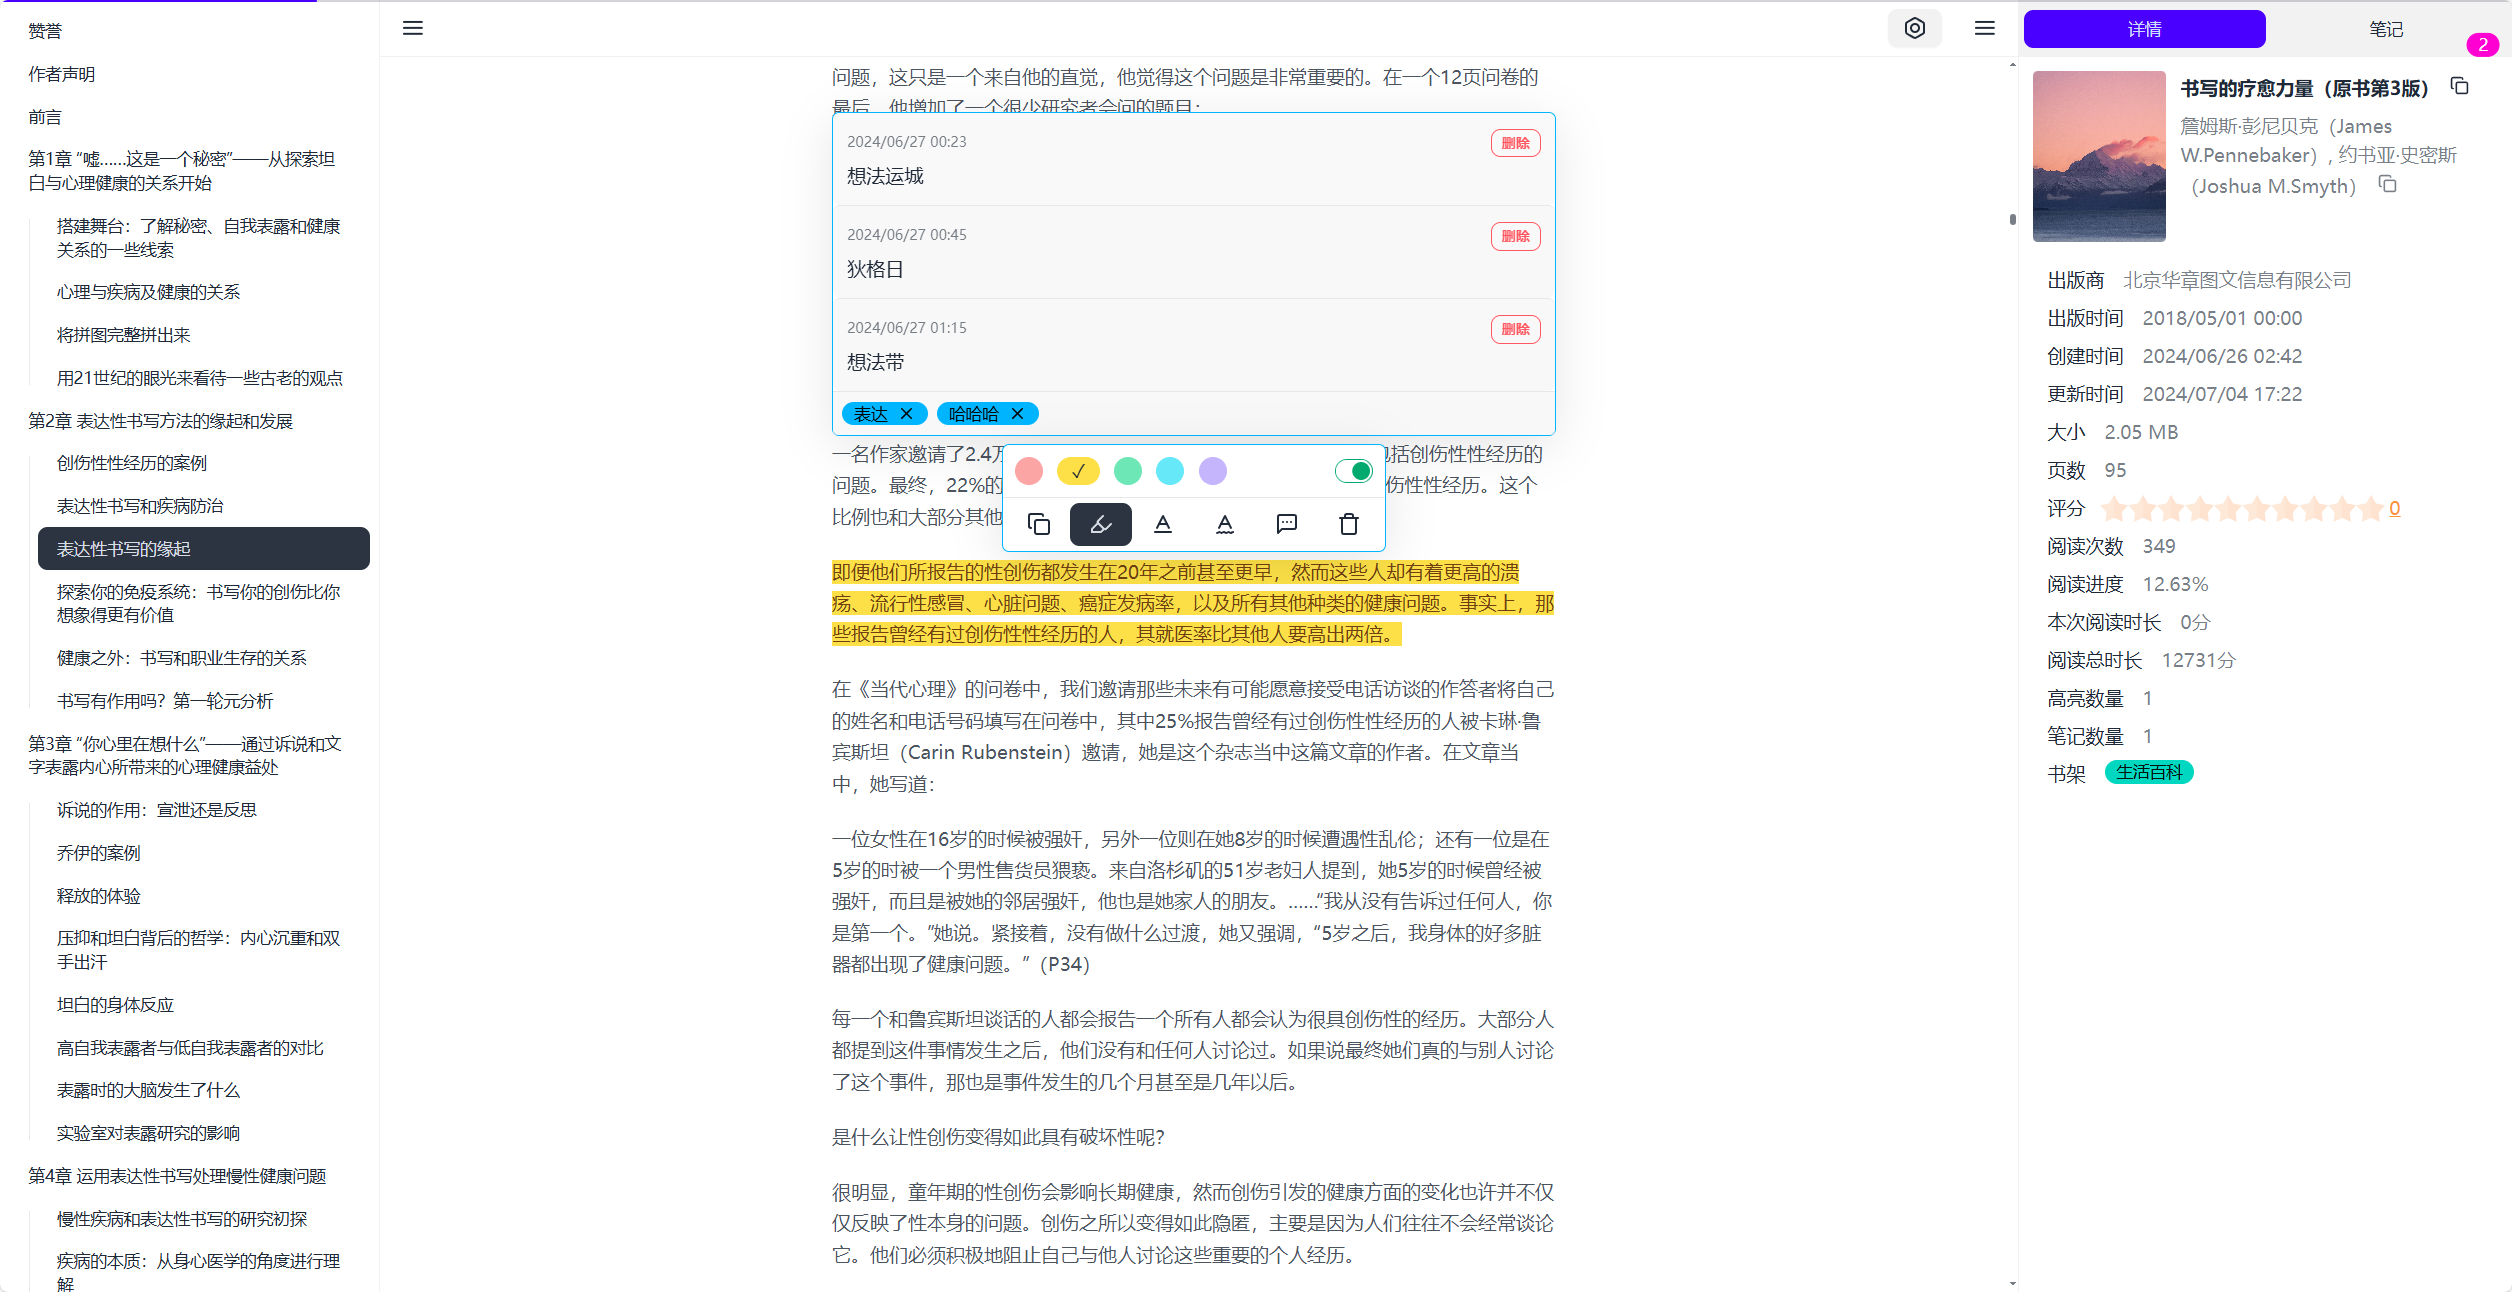 赞誉
作者声明
前言
第1章 “嘘……这是一个秘密”——从探索坦
白与心理健康的关系开始
搭建舞台：了解秘密、自我表露和健康
关系的一些线索
心理与疾病及健康的关系
将拼图完整拼出来
用21世纪的眼光来看待一些古老的观点
第2章 表达性书写方法的缘起和发展
创伤性性经历的案例
表达性书写和疾病防治
表达性书写的缘起
探索你的免疫系统：书写你的创伤比你
想象得更有价值
健康之外：书写和职业生存的关系
书写有作用吗？第一轮元分析
第3章 “你心里在想什么”——通过诉说和文
字表露内心所带来的心理健康益处
诉说的作用：宣泄还是反思
乔伊的案例
释放的体验
压抑和坦白背后的哲学：内心沉重和双
手出汗
坦白的身体反应
高自我表露者与低自我表露者的对比
表露时的大脑发生了什么
实验室对表露研究的影响
第4章 运用表达性书写处理慢性健康问题
慢性疾病和表达性书写的研究初探
疾病的本质：从身心医学的角度进行理
解
问题，这只是一个来自他的直觉，他觉得这个问题是非常重要的。在一个12页问卷的
最后，他增加了一个很少研究者会问的题目：
2024/06/27 00:23
删除
想法运城
2024/06/27 00:45
删除
狄格日
2024/06/27 01:15
删除
想法带
表达
哈哈哈
一名作家邀请了2.4万
括创伤性性经历的
问题。最终，22%的
伤性性经历。这个
比例也和大部分其他
即便他们所报告的性创伤都发生在20年之前甚至更早，然而这些人却有着更高的溃
疡、流行性感冒、心脏问题、癌症发病率，以及所有其他种类的健康问题。事实上，那
些报告曾经有过创伤性性经历的人，其就医率比其他人要高出两倍。
在《当代心理》的问卷中，我们邀请那些未来有可能愿意接受电话访谈的作答者将自己
的姓名和电话号码填写在问卷中，其中25%报告曾经有过创伤性性经历的人被卡琳·鲁
宾斯坦（Carin Rubenstein）邀请，她是这个杂志当中这篇文章的作者。在文章当
中，她写道：
一位女性在16岁的时候被强奸，另外一位则在她8岁的时候遭遇性乱伦；还有一位是在
5岁的时被一个男性售货员猥亵。来自洛杉矶的51岁老妇人提到，她5岁的时候曾经被
强奸，而且是被她的邻居强奸，他也是她家人的朋友。……“我从没有告诉过任何人，你
是第一个。”她说。紧接着，没有做什么过渡，她又强调，“5岁之后，我身体的好多脏
器都出现了健康问题。”（P34）
每一个和鲁宾斯坦谈话的人都会报告一个所有人都会认为很具创伤性的经历。大部分人
都提到这件事情发生之后，他们没有和任何人讨论过。如果说最终她们真的与别人讨论
了这个事件，那也是事件发生的几个月甚至是几年以后。
是什么让性创伤变得如此具有破坏性呢？
很明显，童年期的性创伤会影响长期健康，然而创伤引发的健康方面的变化也许并不仅
仅反映了性本身的问题。创伤之所以变得如此隐匿，主要是因为人们往往不会经常谈论
它。他们必须积极地阻止自己与他人讨论这些重要的个人经历。
详情
笔记
2
书写的疗愈力量（原书第3版）
詹姆斯·彭尼贝克（James
W.Pennebaker）, 约书亚·史密斯
（Joshua M.Smyth）
出版商 北京华章图文信息有限公司
出版时间 2018/05/01 00:00
创建时间 2024/06/26 02:42
更新时间 2024/07/04 17:22
大小 2.05 MB
页数 95
评分 0
阅读次数 349
阅读进度 12.63%
本次阅读时长 0分
阅读总时长 12731分
高亮数量 1
笔记数量 1
书架 生活百科